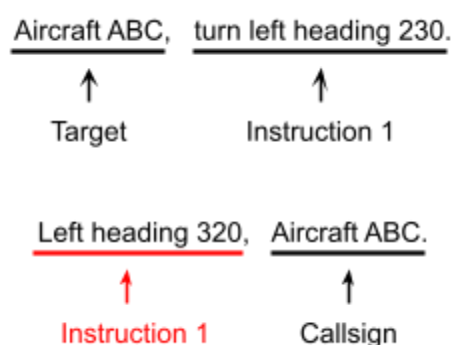 Aircraft ABC, turn left heading 230.
Target Instruction 1
Left heading 320, Aircraft ABC.
Instruction 1 Callsign